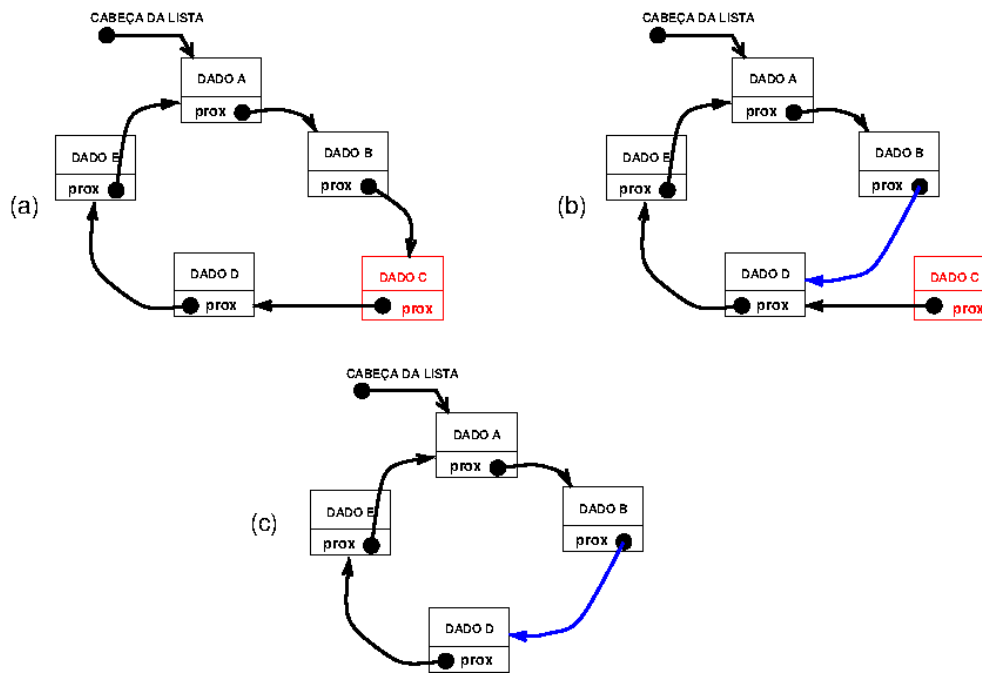 CABEÇA DA LISTA
DADO A
prox
DADO B
prox
DADO E
prox
(a)
DADO D
prox
DADO C
prox
CABEÇA DA LISTA
DADO A
prox
DADO B
prox
DADO E
prox
(b)
DADO D
prox
DADO C
prox
CABEÇA DA LISTA
DADO A
prox
DADO B
prox
DADO E
prox
(c)
DADO D
prox